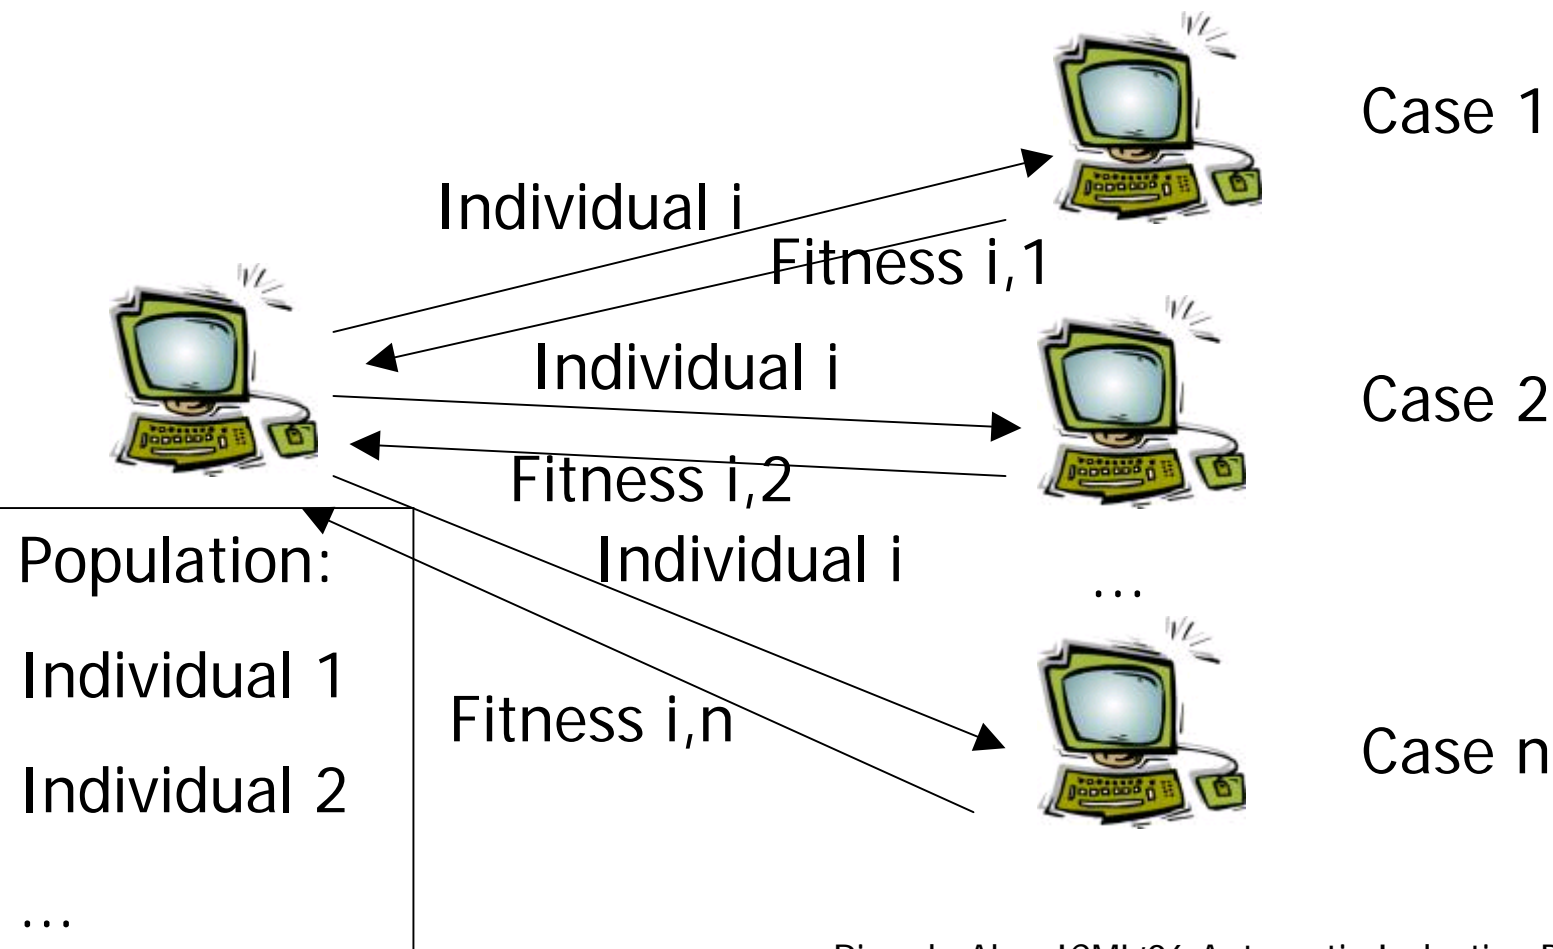 Case 1
Individual i
Fitness i,1
Individual i
Case 2
Fitness i,2
Individual i
...
Population:
Individual 1
Individual 2
...
Fitness i,n
Case n